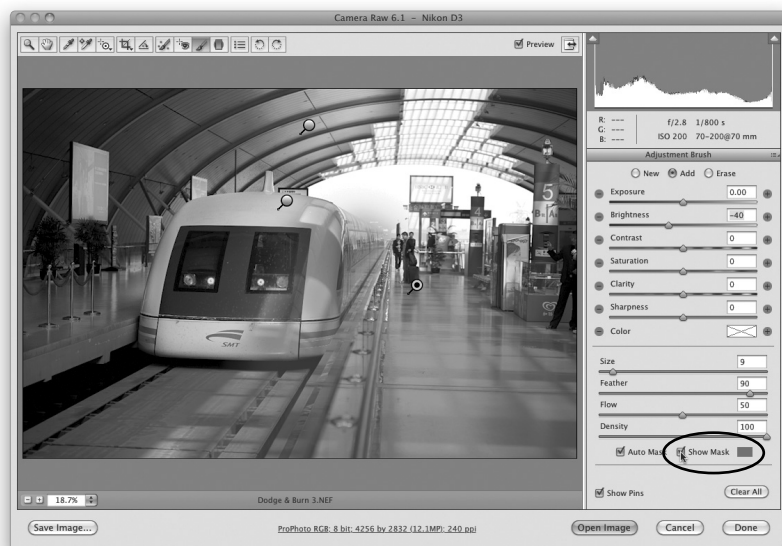 Camera Raw 6.1 – Nikon D3
Preview
R: ---
G: ---
B: ---
f/2.8 1/800 s
ISO 200 70-200@70 mm
Adjustment Brush
New Add Erase
Exposure 0.00
Brightness -40
Contrast 0
Saturation 0
Clarity 0
Sharpness 0
Color
Size 9
Feather 90
Flow 50
Density 100
Auto Mask Show Mask
Show Pins Clear All
5
SMT
18.7% Dodge & Burn 3.NEF
Save Image... ProPhoto RGB; 8 bit; 4256 by 2832 (12.1MP); 240 ppi Open Image Cancel Done